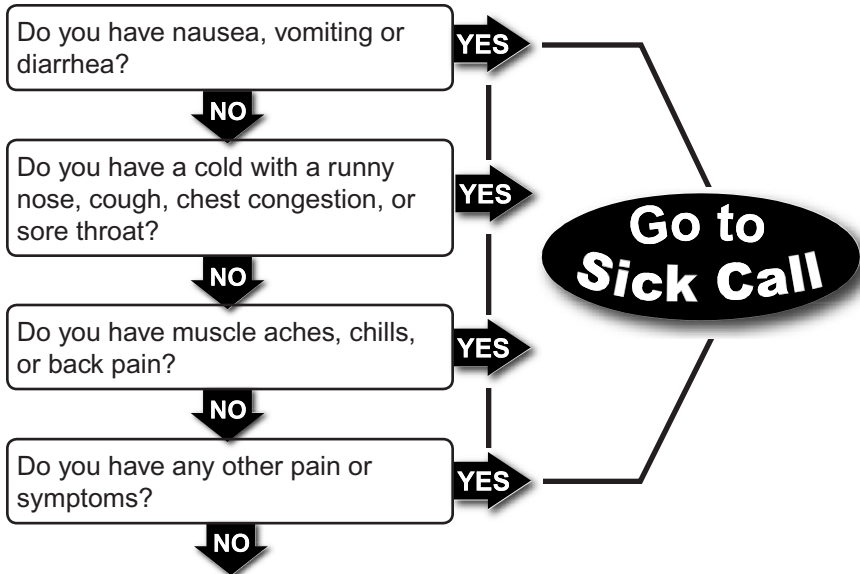 Do you have nausea, vomiting or
diarrhea?
YES
NO
Do you have a cold with a runny
nose, cough, chest congestion, or
sore throat?
YES
NO
Do you have muscle aches, chills,
or back pain?
YES
NO
Do you have any other pain or
symptoms?
YES
NO
Go to
Sick Call